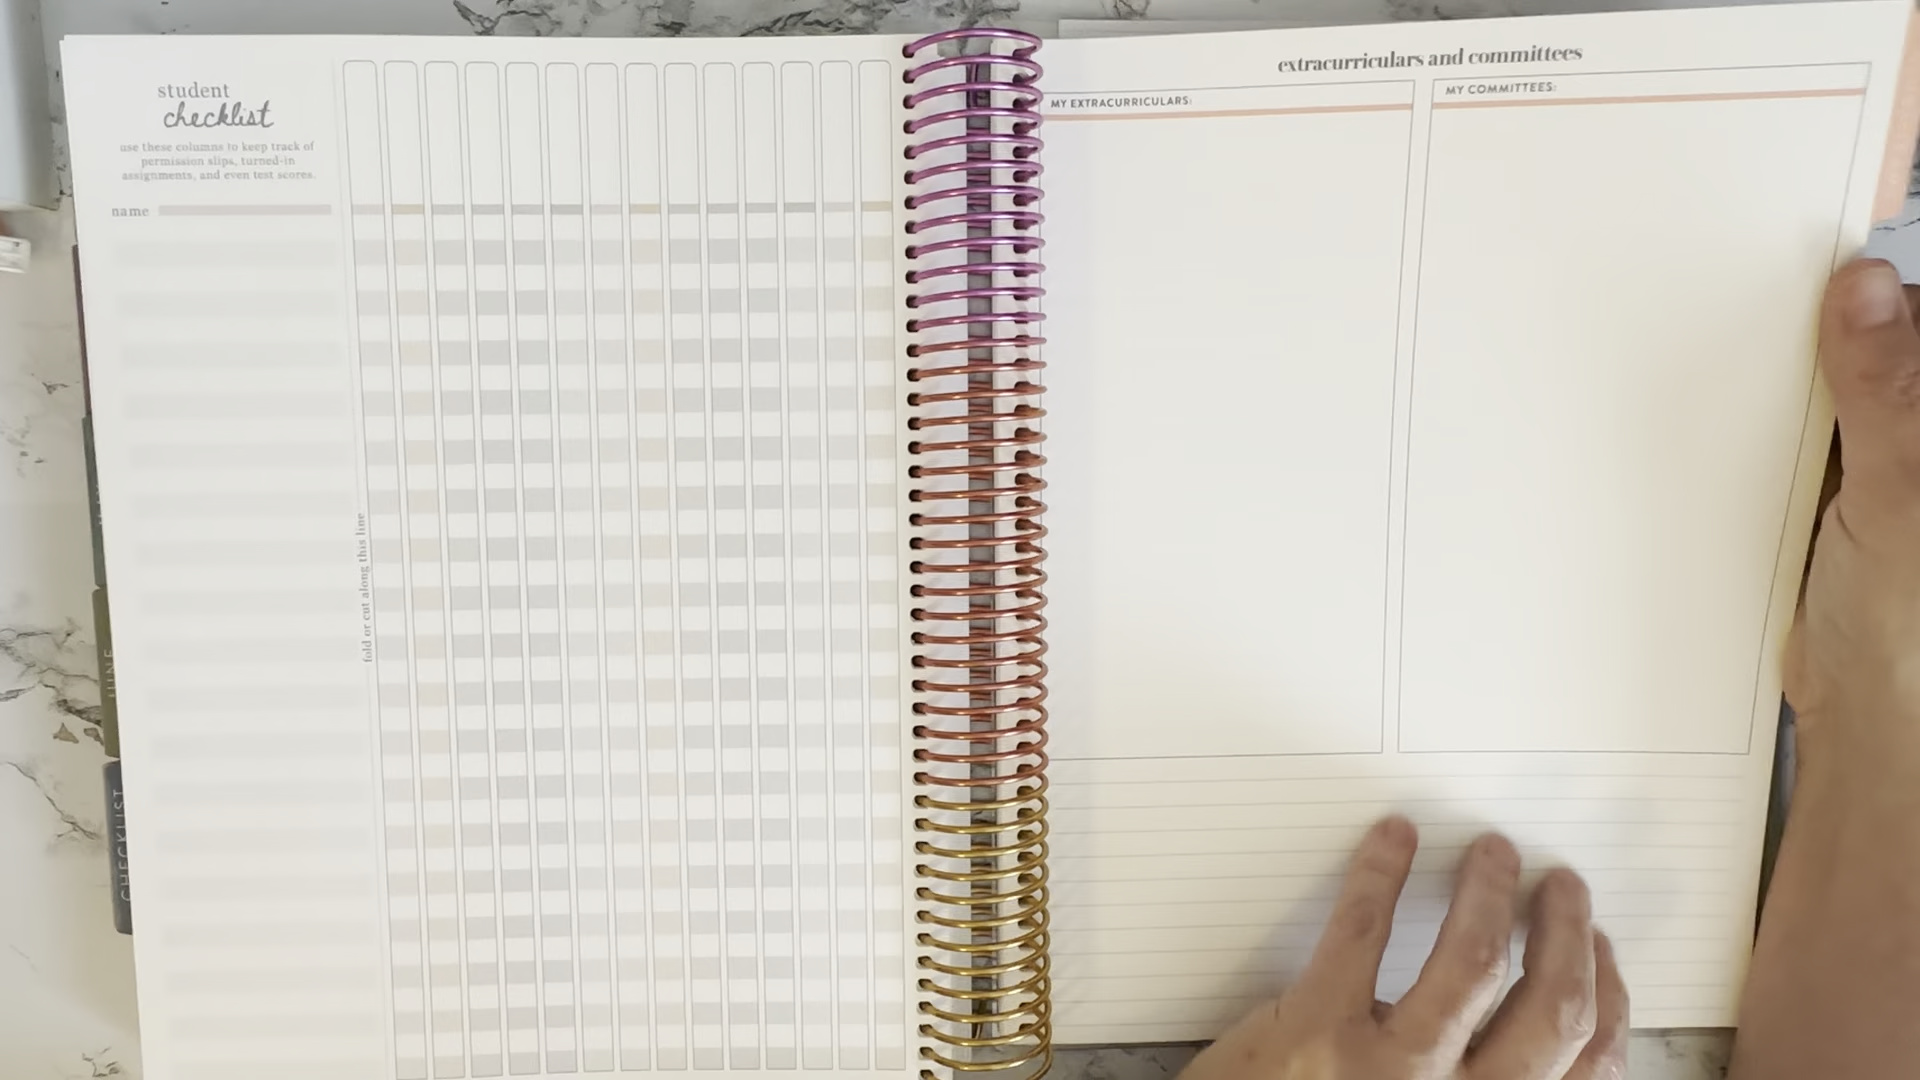 student
checklist
use these columns to keep track of
permission slips, turned-in
assignments, and even test scores.
name
fold or cut along this line
JUNE
CHECKLIST
extracurriculars and committees
MY EXTRACURRICULARS:
MY COMMITTEES: